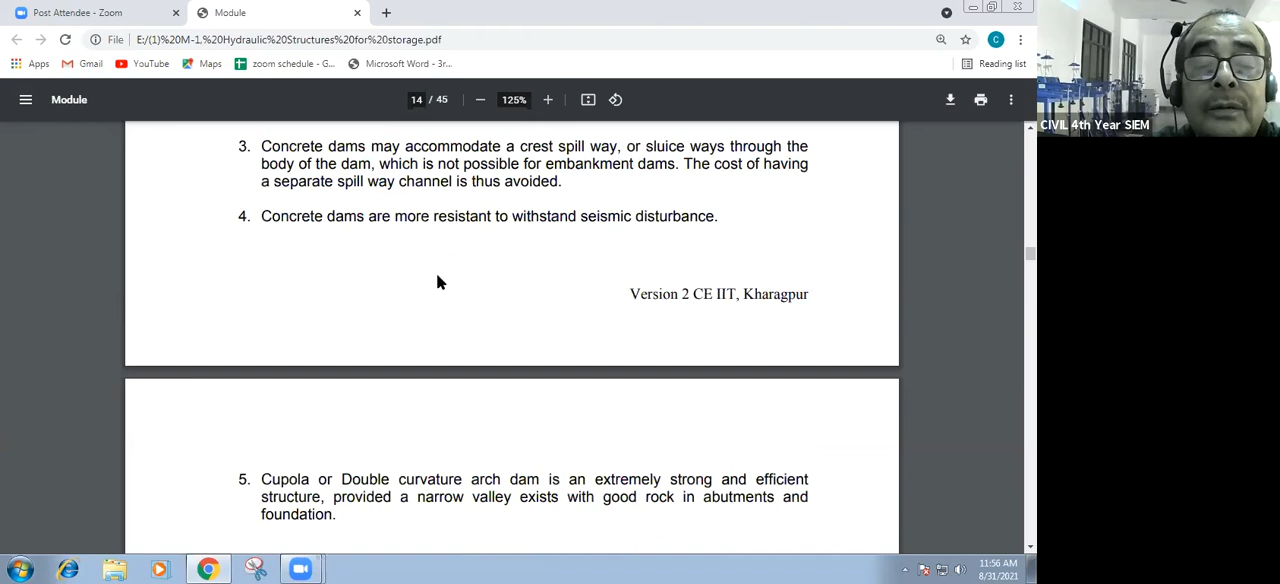 Post Attendee - Zoom
Module
File
E:/(1)%20M-1.%20Hydraulic%20Structures%20for%20storage.pdf
C
Apps
Gmail
YouTube
Maps
zoom schedule - G...
Microsoft Word - 3r...
Reading list
Module
14 / 45
125%
CIVIL 4th Year SIEM
3. Concrete dams may accommodate a crest spill way, or sluice ways through the
body of the dam, which is not possible for embankment dams. The cost of having
a separate spill way channel is thus avoided.
4. Concrete dams are more resistant to withstand seismic disturbance.
Version 2 CE IIT, Kharagpur
5. Cupola or Double curvature arch dam is an extremely strong and efficient
structure, provided a narrow valley exists with good rock in abutments and
foundation.
11:56 AM
8/31/2021